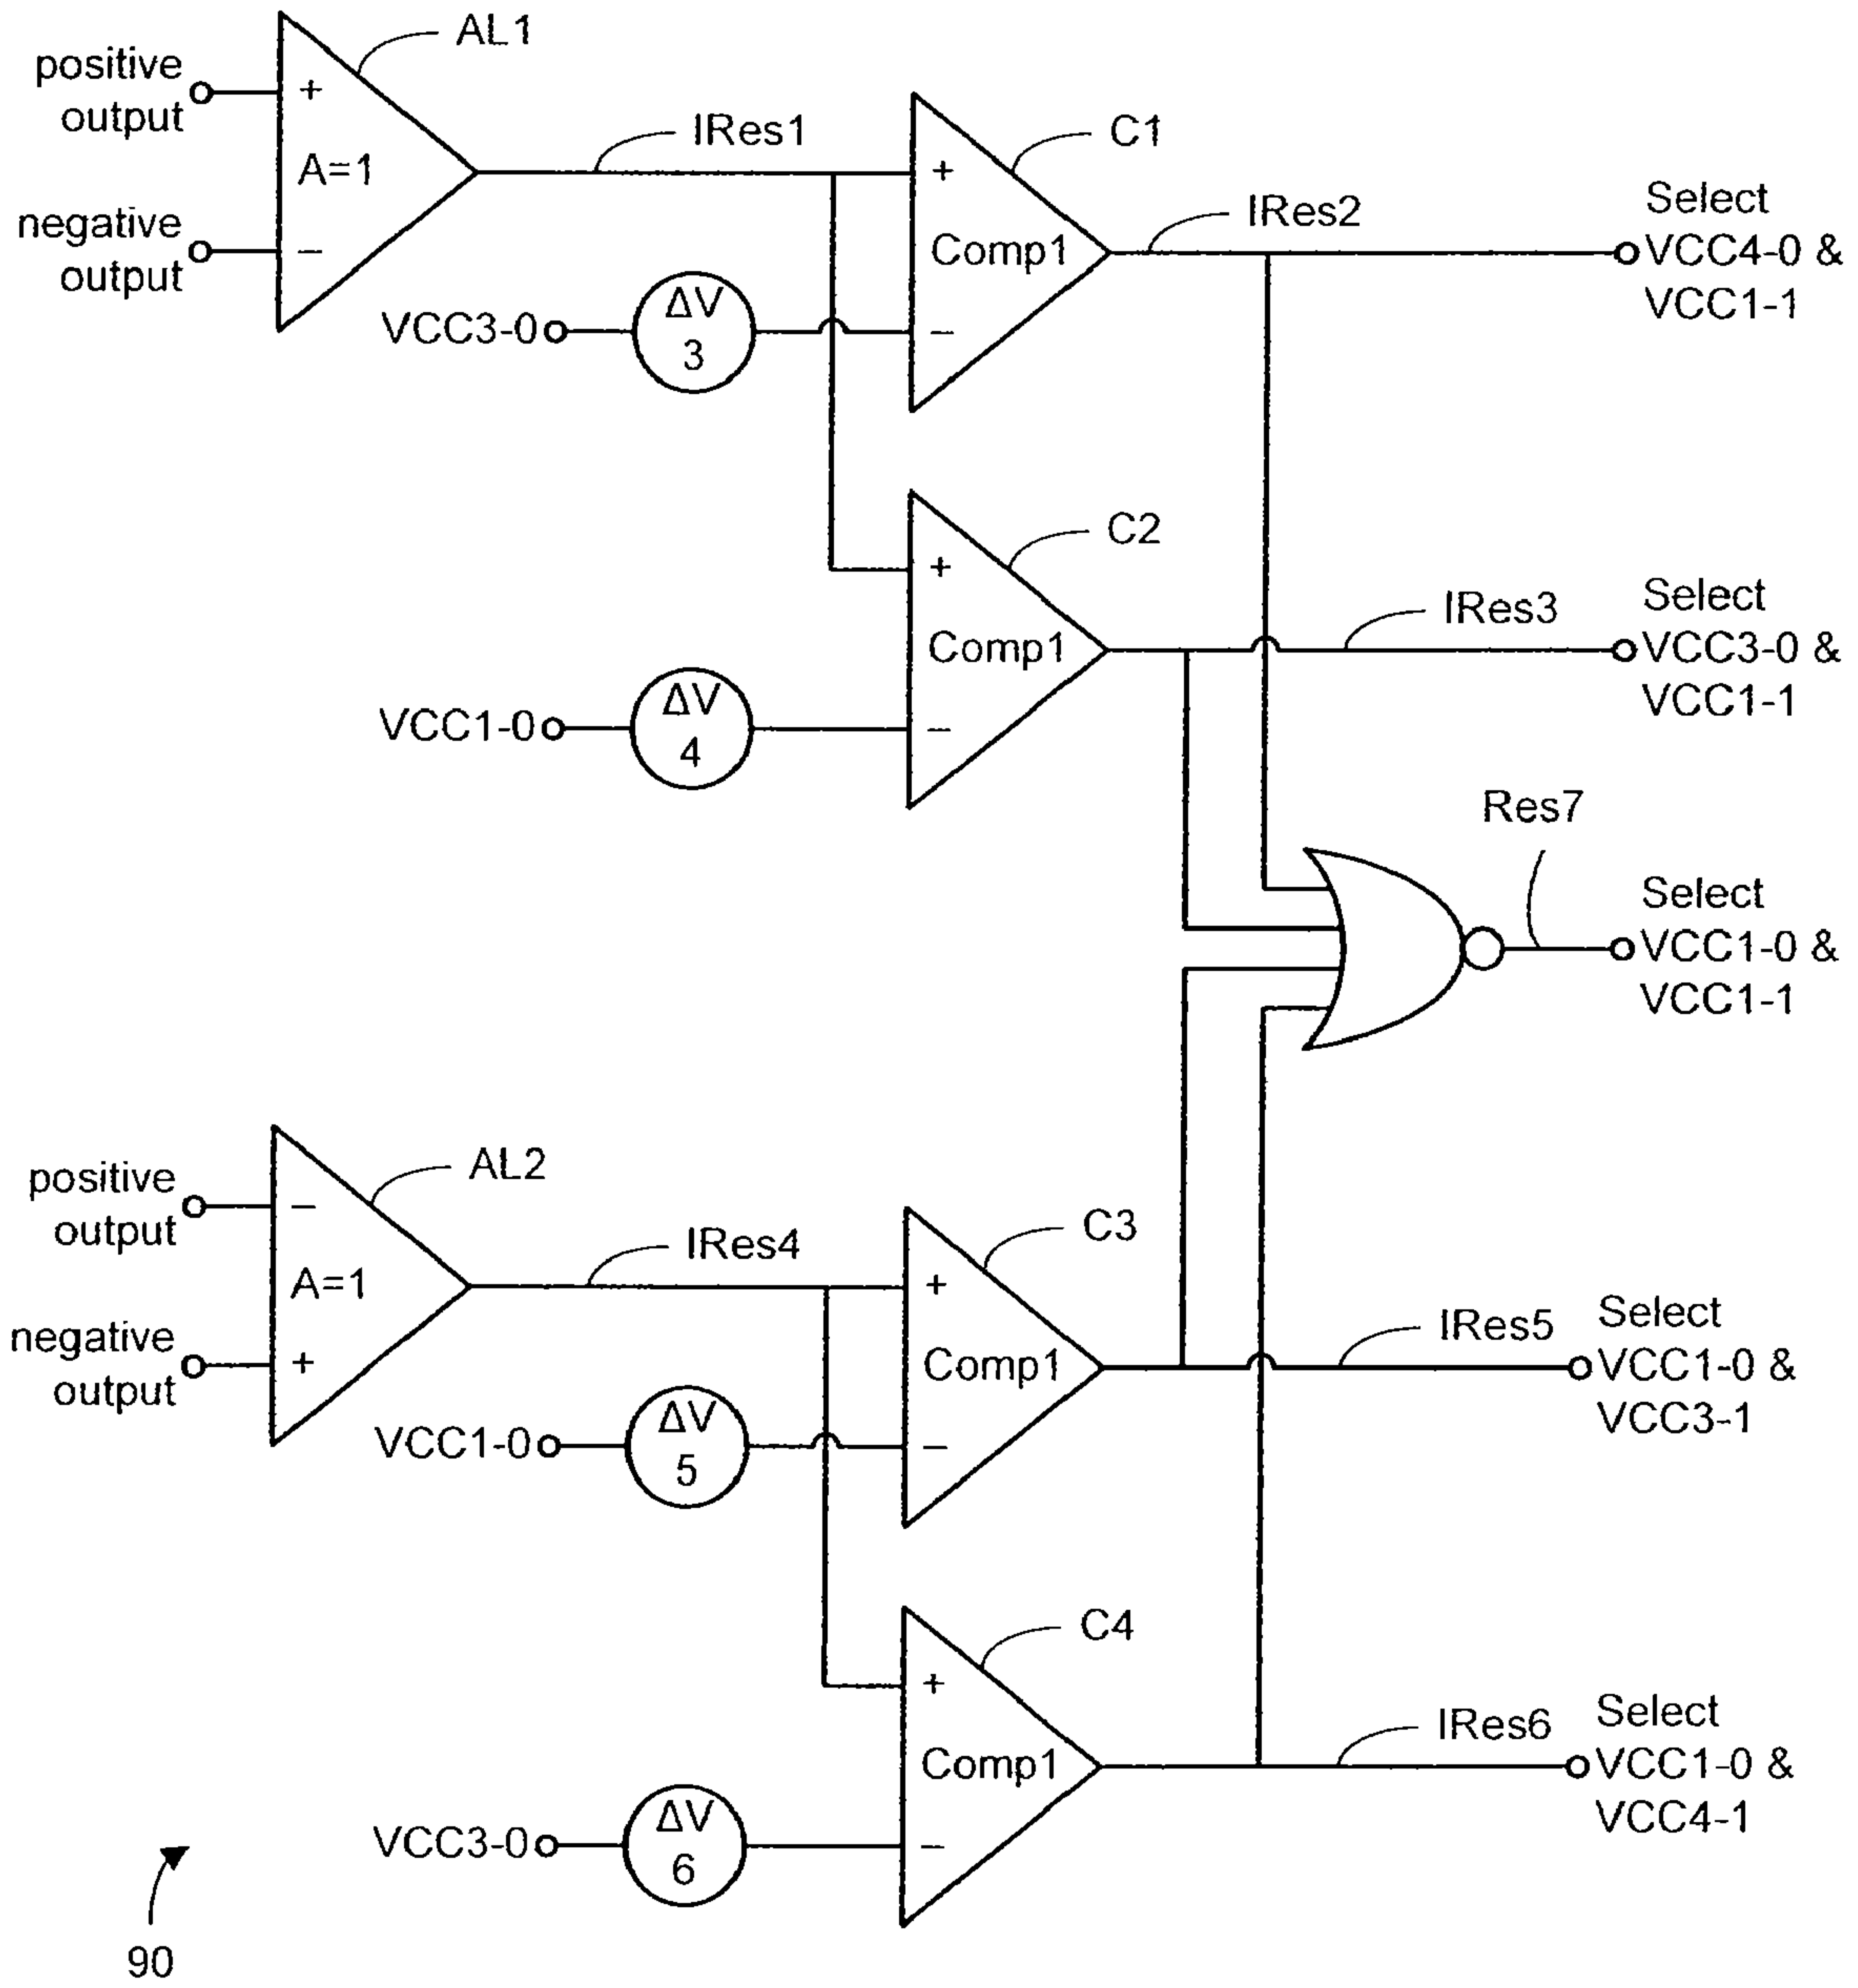 AL1
positive
output
+
A=1
negative
output
−
IRes1
C1
+
Comp1
−
IRes2
Select
VCC4-0 &
VCC1-1
VCC3-0
ΔV
3
C2
+
Comp1
−
IRes3
Select
VCC3-0 &
VCC1-1
VCC1-0
ΔV
4
Res7
Select
VCC1-0 &
VCC1-1
AL2
positive
output
−
A=1
negative
output
+
IRes4
C3
+
Comp1
−
IRes5
Select
VCC1-0 &
VCC3-1
VCC1-0
ΔV
5
C4
+
Comp1
−
IRes6
Select
VCC1-0 &
VCC4-1
VCC3-0
ΔV
6
90